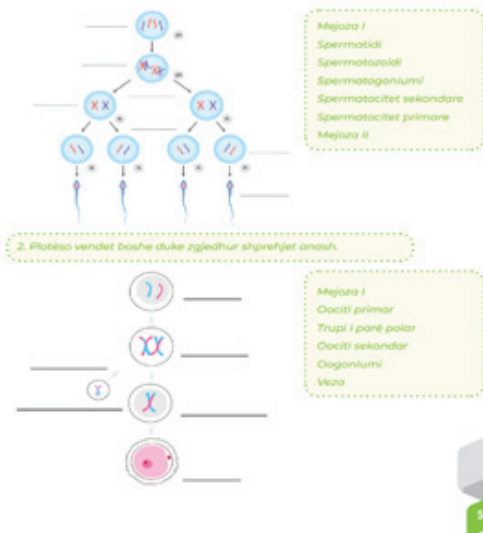 Mejoza I
Spermatidi
Spermatozoidi
Spermatogoniumi
Spermatocitet sekondare
Spermatocitet primare
Mejoza II
2. Plotëso vendet boshe duke zgjedhur shprehjet anash.
Mejoza I
Oociti primar
Trupi i parë polar
Oociti sekondar
Oogoniumi
Veza